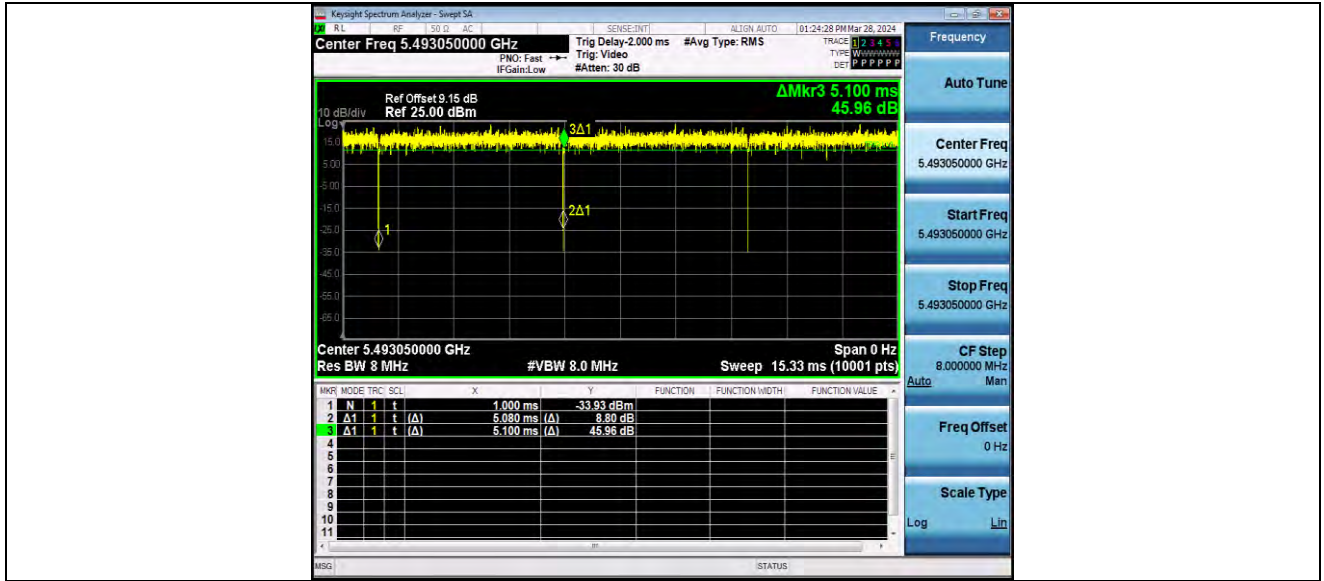 Keysight Spectrum Analyzer - Swept SA
RL RF 50 Ω AC SENSE:INT ALIGN AUTO 01:24:28 PM Mar 28, 2024
Center Freq 5.493050000 GHz
PNO: Fast
IFGain:Low
Trig Delay-2.000 ms
Trig: Video
#Atten: 30 dB
#Avg Type: RMS
TRACE 1 2 3 4 5 6
TYPE W
DET P P P P P P
ΔMkr3 5.100 ms
45.96 dB
Ref Offset 9.15 dB
10 dB/div Ref 25.00 dBm
Log
3Δ1
15.0
5.00
-5.00
-15.0
2Δ1
-25.0
1
-35.0
-45.0
-55.0
-65.0
Center 5.493050000 GHz Span 0 Hz
Res BW 8 MHz #VBW 8.0 MHz Sweep 15.33 ms (10001 pts)
MKR MODE TRC SCL X Y FUNCTION FUNCTION WIDTH FUNCTION VALUE
1 N 1 t 1.000 ms -33.93 dBm
2 Δ1 1 t (Δ) 5.080 ms (Δ) 8.80 dB
3 Δ1 1 t (Δ) 5.100 ms (Δ) 45.96 dB
4
5
6
7
8
9
10
11
MSG STATUS
Frequency
Auto Tune
Center Freq
5.493050000 GHz
Start Freq
5.493050000 GHz
Stop Freq
5.493050000 GHz
CF Step
8.000000 MHz
Auto Man
Freq Offset
0 Hz
Scale Type
Log Lin